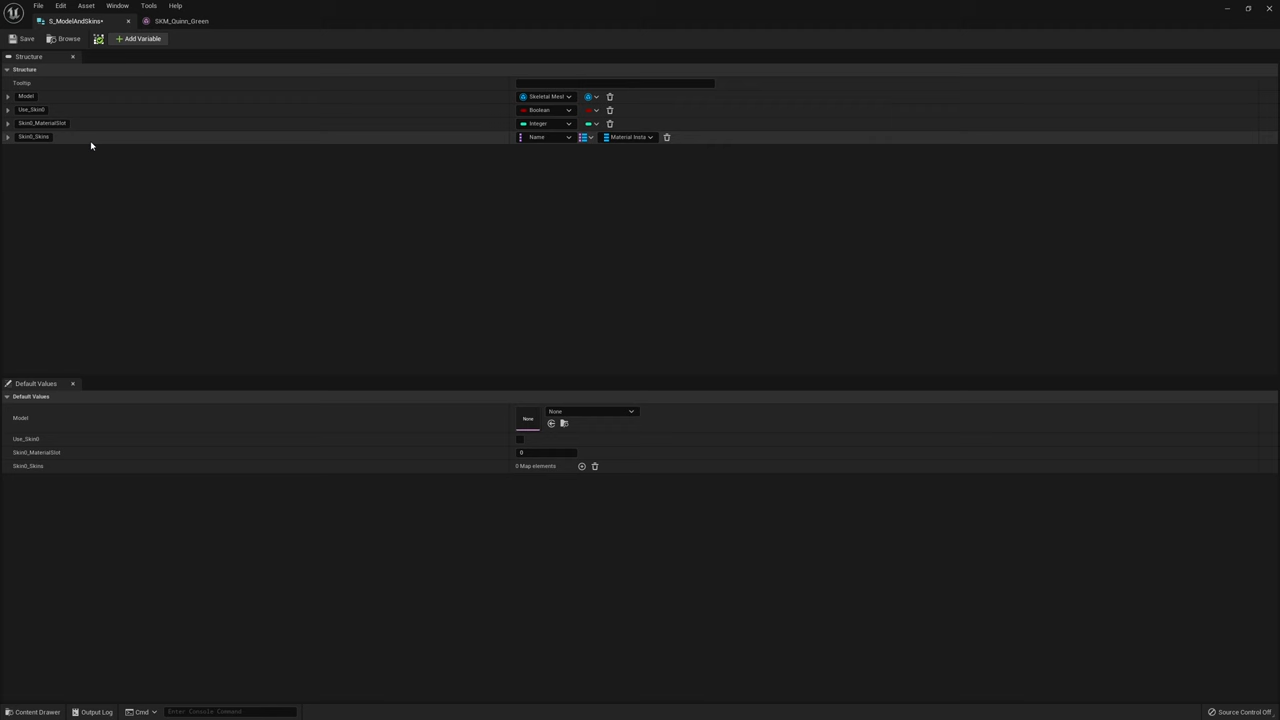 File Edit Asset Window Tools Help
S_ModelAndSkins* SKM_Quinn_Green
Save Browse Add Variable
Structure
Structure
Tooltip
Model Skeletal Mesl
Use_Skin0 Boolean
Skin0_MaterialSlot Integer
Skin0_Skins Name Material Insta
Default Values
Default Values
Model None None
Use_Skin0
Skin0_MaterialSlot 0
Skin0_Skins 0 Map elements
Content Drawer Output Log Cmd Enter Console Command Source Control Off